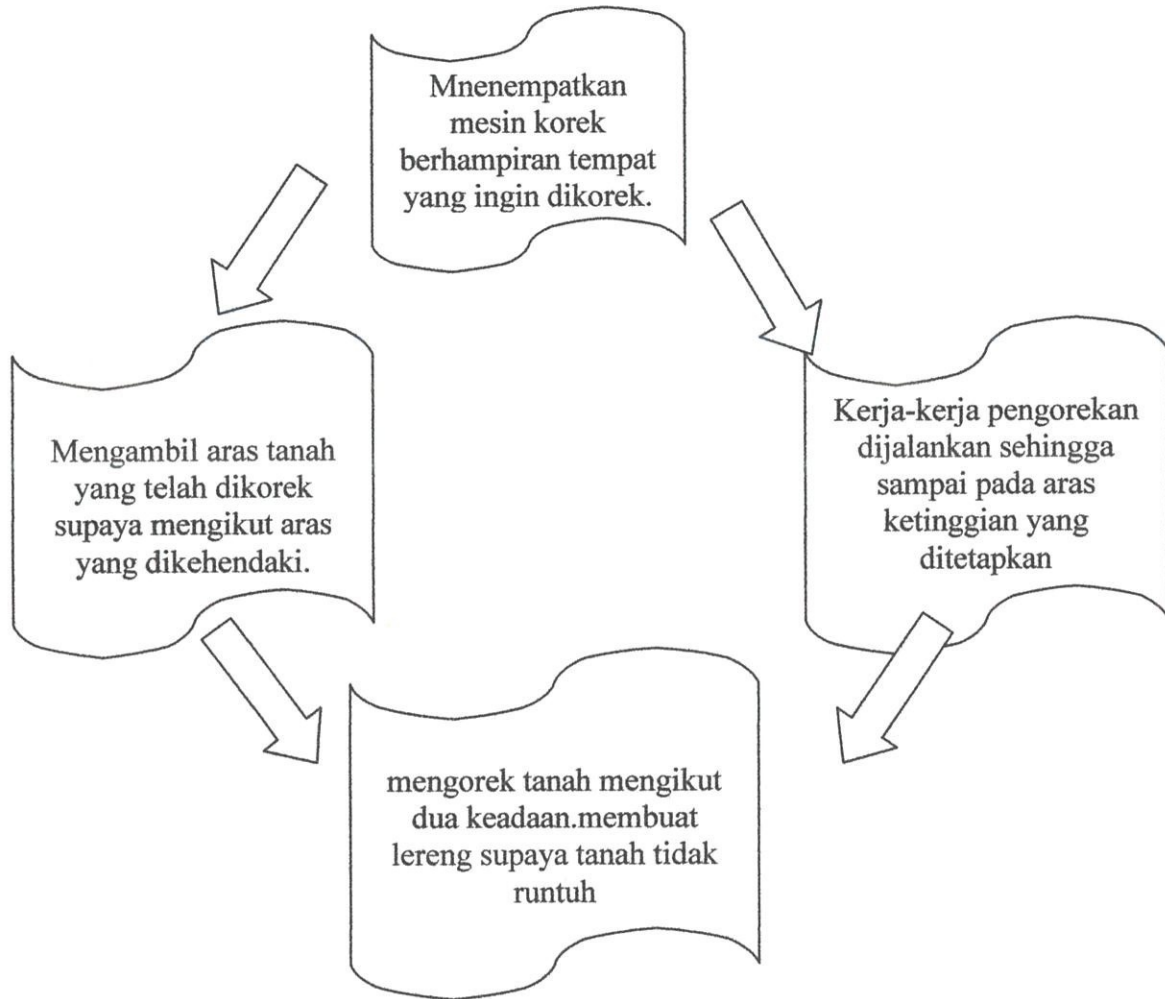 Mnenempatkan
mesin korek
berhampiran tempat
yang ingin dikorek.
Mengambil aras tanah
yang telah dikorek
supaya mengikut aras
yang dikehendaki.
Kerja-kerja pengorekan
dijalankan sehingga
sampai pada aras
ketinggian yang
ditetapkan
mengorek tanah mengikut
dua keadaan.membuat
lereng supaya tanah tidak
runtuh